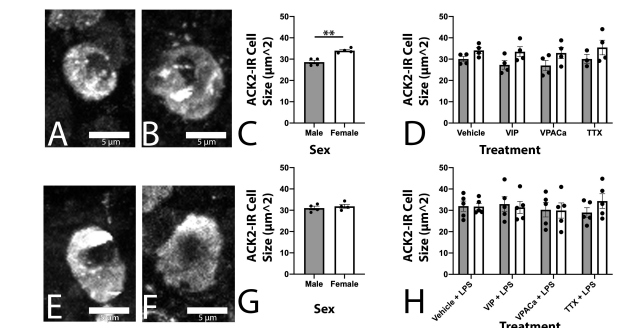 A
5 µm
B
5 µm
C
ACK2-IR Cell
Size (µm^2)
50
40
30
20
10
0
**
Male Female
Sex
D
ACK2-IR Cell
Size (µm^2)
50
40
30
20
10
0
Vehicle VIP VPACa TTX
Treatment
E
5 µm
F
5 µm
G
ACK2-IR Cell
Size (µm^2)
50
40
30
20
10
0
Male Female
Sex
H
ACK2-IR Cell
Size (µm^2)
50
40
30
20
10
0
Vehicle + LPS VIP + LPS VPACa + LPS TTX + LPS
Treatment